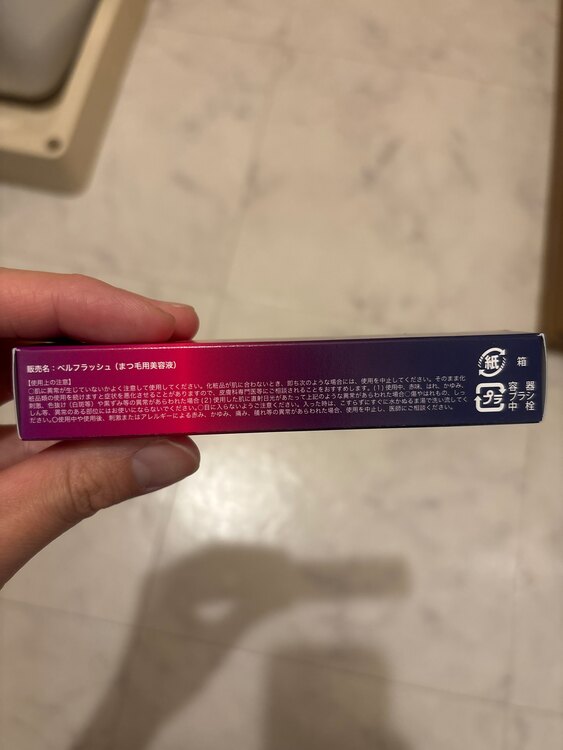 販売名：ベルフラッシュ（まつ毛用美容液）
【使用上の注意】
○肌に異常が生じていないかよく注意して使用してください。化粧品が肌に合わないとき、即ち次のような場合には、使用を中止してください。そのまま化
粧品類の使用を続けますと症状を悪化させることがありますので、皮膚科専門医等にご相談されることをおすすめします。(1)使用中、赤味、はれ、かゆみ、
刺激、色抜け（白斑等）や黒ずみ等の異常があらわれた場合(2)使用した肌に直射日光があたって上記のような異常があらわれた場合○傷やはれもの、しっ
しん等、異常のある部位にはお使いにならないでください。○目に入らないようご注意ください。入った時は、こすらずにすぐに水かぬるま湯で洗い流してく
ださい。○使用中や使用後、刺激またはアレルギーによる赤み、かゆみ、痛み、腫れ等の異常があらわれた場合、使用を中止し、医師にご相談ください。
紙 箱
プラ
容器
ブラシ
中栓